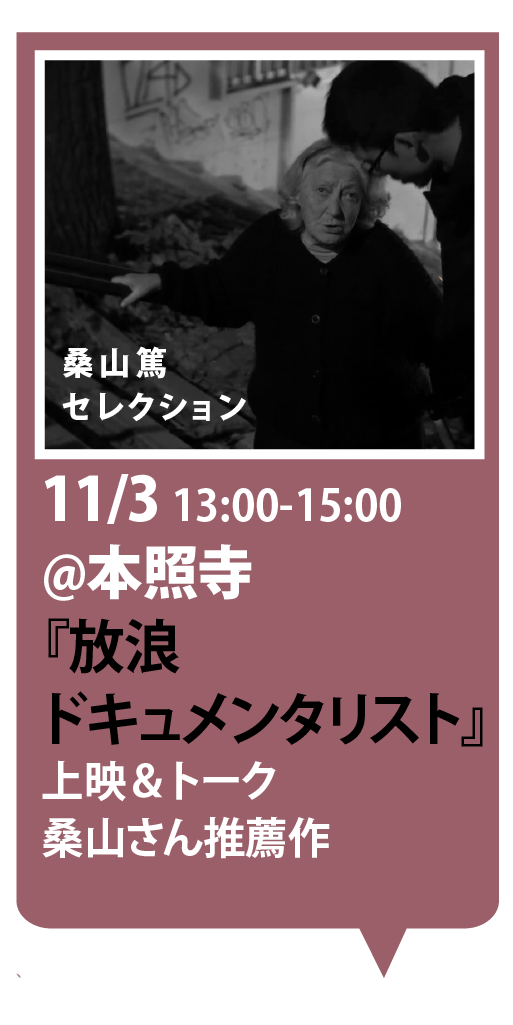 桑山篤
セレクション
11/3 13:00-15:00
@本照寺
『放浪
ドキュメンタリスト』
上映&トーク
桑山さん推薦作
、